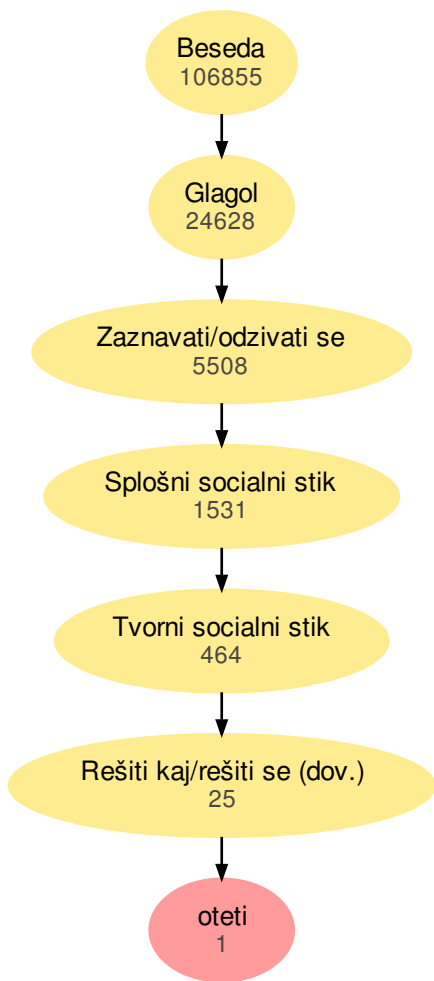 Beseda
106855
Glagol
24628
Zaznavati/odzivati se
5508
Splošni socialni stik
1531
Tvorni socialni stik
464
Rešiti kaj/rešiti se (dov.)
25
oteti
1